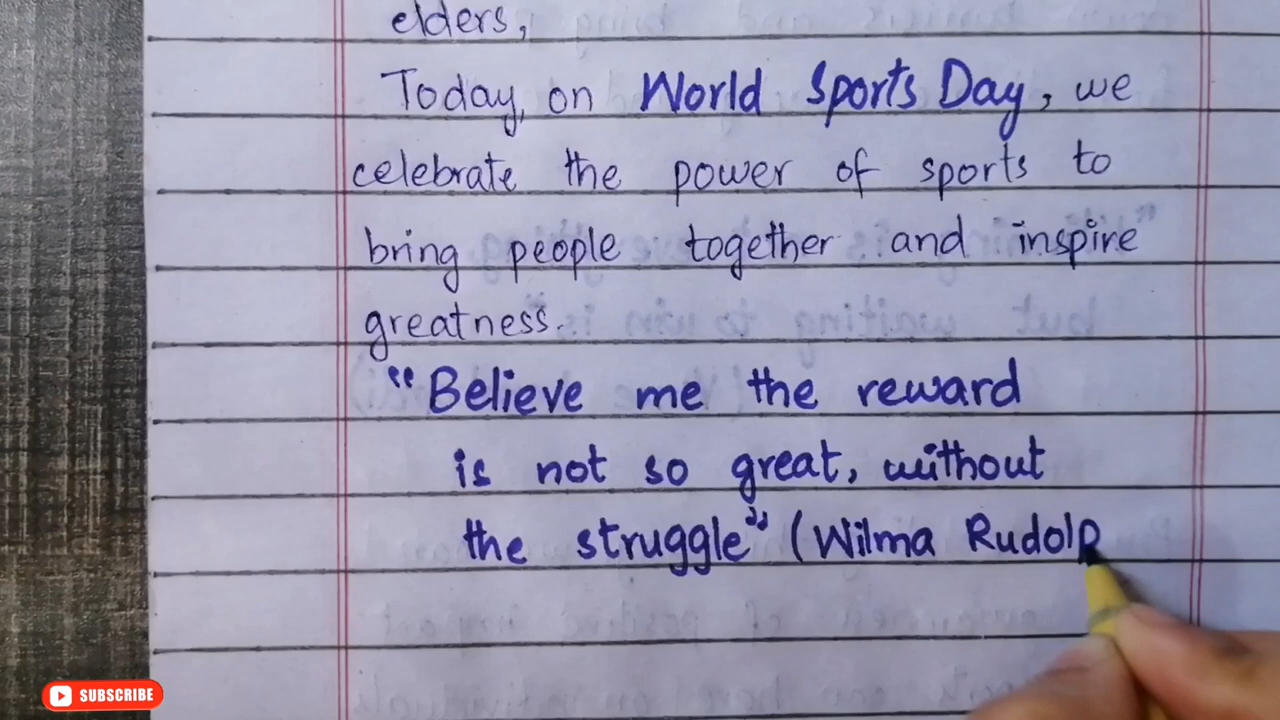 elders,
Today, on World Sports Day, we
celebrate the power of sports to
bring people together and inspire
greatness.
"Believe me the reward
is not so great, without
the struggle" (Wilma Rudolp
SUBSCRIBE